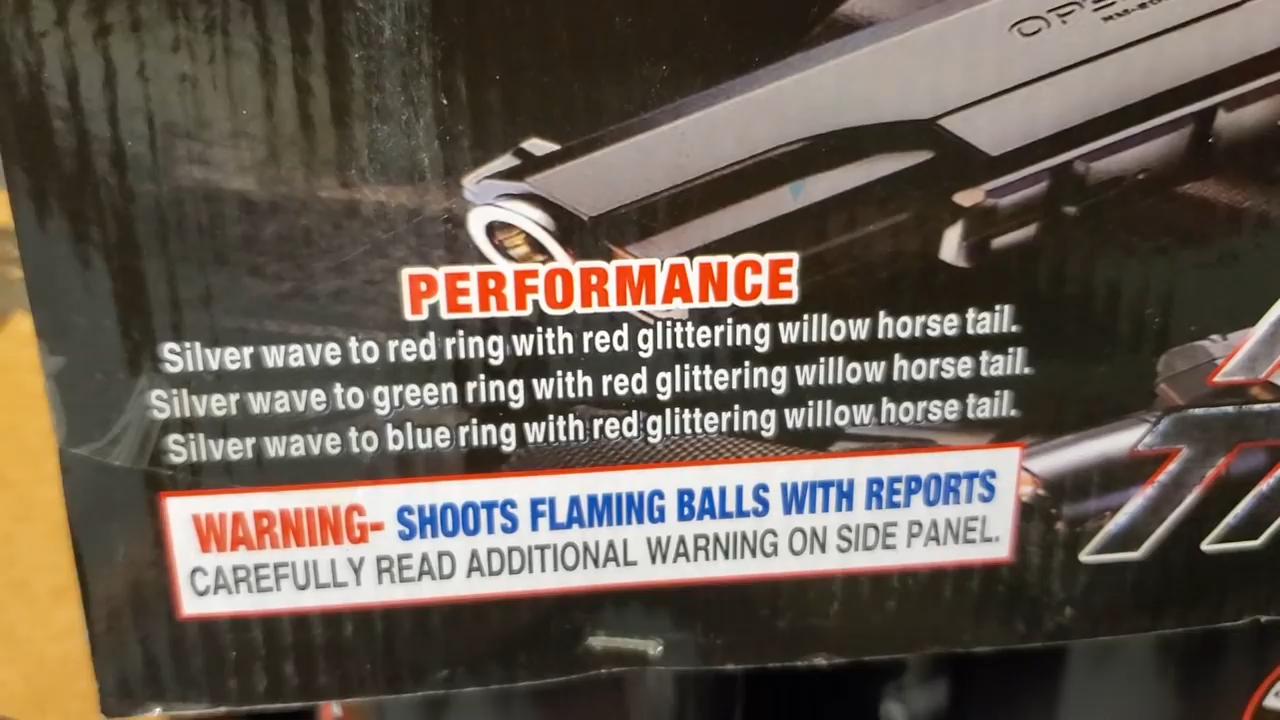 PERFORMANCE
Silver wave to red ring with red glittering willow horse tail.
Silver wave to green ring with red glittering willow horse tail.
Silver wave to blue ring with red glittering willow horse tail.
WARNING- SHOOTS FLAMING BALLS WITH REPORTS
CAREFULLY READ ADDITIONAL WARNING ON SIDE PANEL.